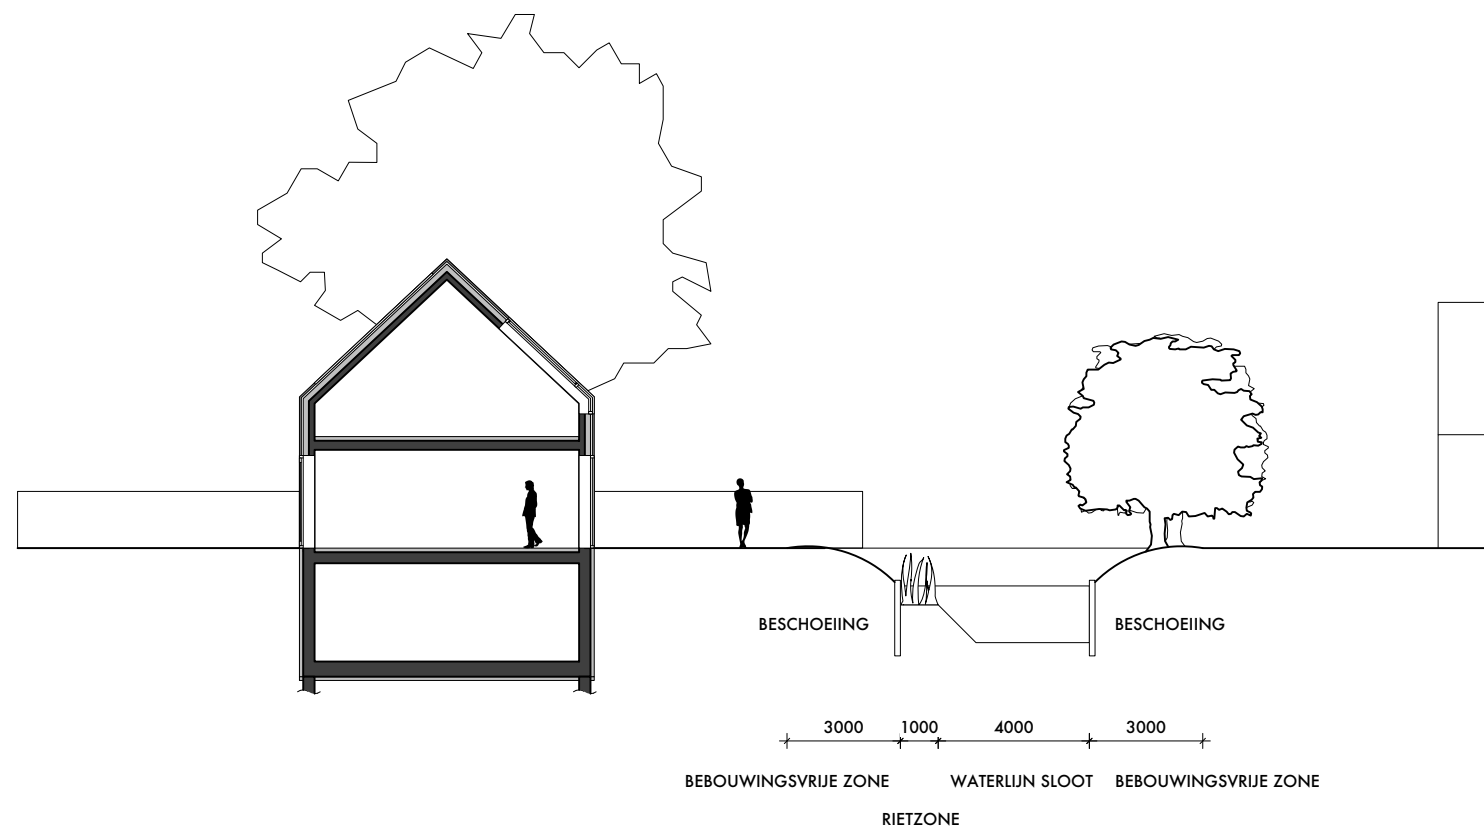 BESCHOEIING BESCHOEIING
3000 1000 4000 3000
BEBOUWINGSVRIJE ZONE WATERLIJN SLOOT BEBOUWINGSVRIJE ZONE
RIETZONE